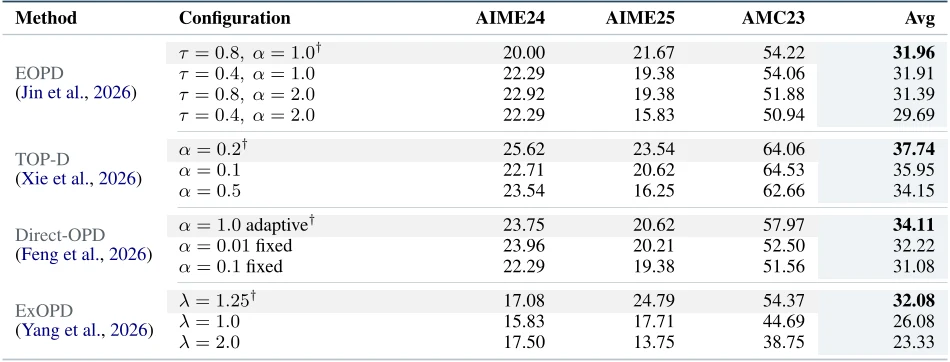 Method Configuration AIME24 AIME25 AMC23 Avg
EOPD
(Jin et al., 2026)
τ = 0.8, α = 1.0† 20.00 21.67 54.22 31.96
τ = 0.4, α = 1.0 22.29 19.38 54.06 31.91
τ = 0.8, α = 2.0 22.92 19.38 51.88 31.39
τ = 0.4, α = 2.0 22.29 15.83 50.94 29.69
TOP-D
(Xie et al., 2026)
α = 0.2† 25.62 23.54 64.06 37.74
α = 0.1 22.71 20.62 64.53 35.95
α = 0.5 23.54 16.25 62.66 34.15
Direct-OPD
(Feng et al., 2026)
α = 1.0 adaptive† 23.75 20.62 57.97 34.11
α = 0.01 fixed 23.96 20.21 52.50 32.22
α = 0.1 fixed 22.29 19.38 51.56 31.08
ExOPD
(Yang et al., 2026)
λ = 1.25† 17.08 24.79 54.37 32.08
λ = 1.0 15.83 17.71 44.69 26.08
λ = 2.0 17.50 13.75 38.75 23.33